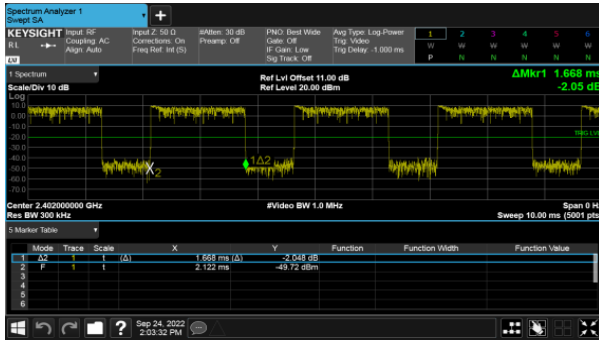 Spectrum Analyzer 1
Swept SA
KEYSIGHT Input: RF Input Z: 50 Ω #Atten: 30 dB PNO: Best Wide Avg Type: Log-Power 1 2 3 4 5 6
RL Coupling: AC Corrections: On Preamp: Off Gate: Off Trig: Video W W W W W W
Align: Auto Freq Ref: Int (S) IF Gain: Low Trig Delay: -1.000 ms P N N N N N
Sig Track: Off
1 Spectrum Ref Lvl Offset 11.00 dB ΔMkr1 1.668 ms
Scale/Div 10 dB Ref Level 20.00 dBm -2.05 dB
Log
10.0
0.00
-10.0
-20.0 TRIG LVL
-30.0
-40.0 1Δ2
-50.0 X2
-60.0
-70.0
Center 2.402000000 GHz #Video BW 1.0 MHz Span 0 Hz
Res BW 300 kHz Sweep 10.00 ms (5001 pts)
5 Marker Table
Mode Trace Scale X Y Function Function Width Function Value
1 Δ2 1 t (Δ) 1.668 ms (Δ) -2.048 dB
2 F 1 t 2.122 ms -49.72 dBm
3
4
5
6
? Sep 24, 2022
2:03:32 PM